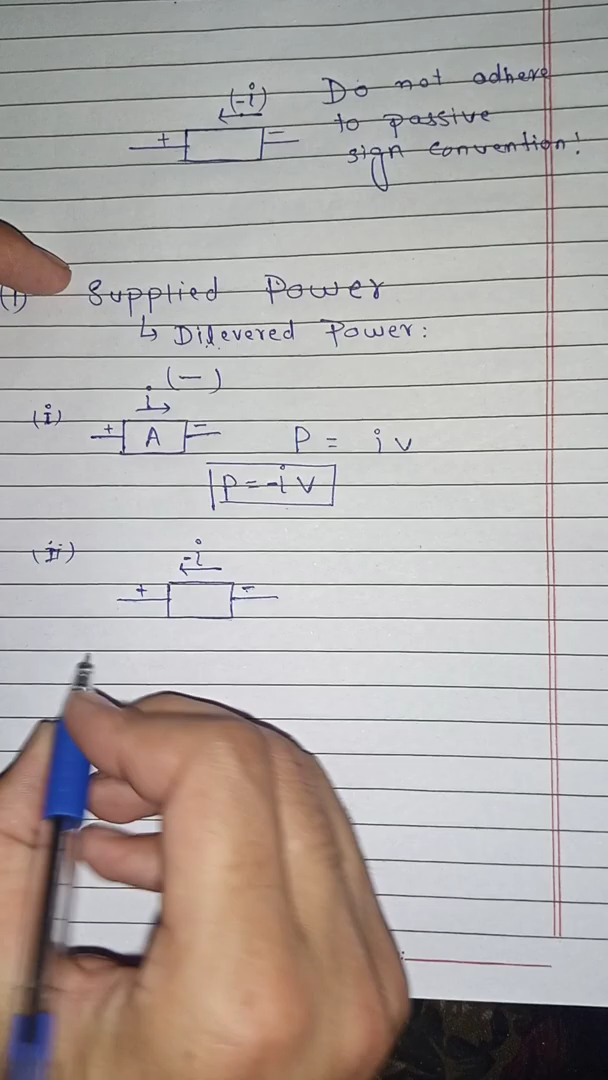 (-i)
Do not adhere
to passive
sign convention!
+ -
(1) Supplied Power
↳ Dilevered Power:
(-)
i
(i) + A - P = iv
P = -iv
(ii) -i
+ -